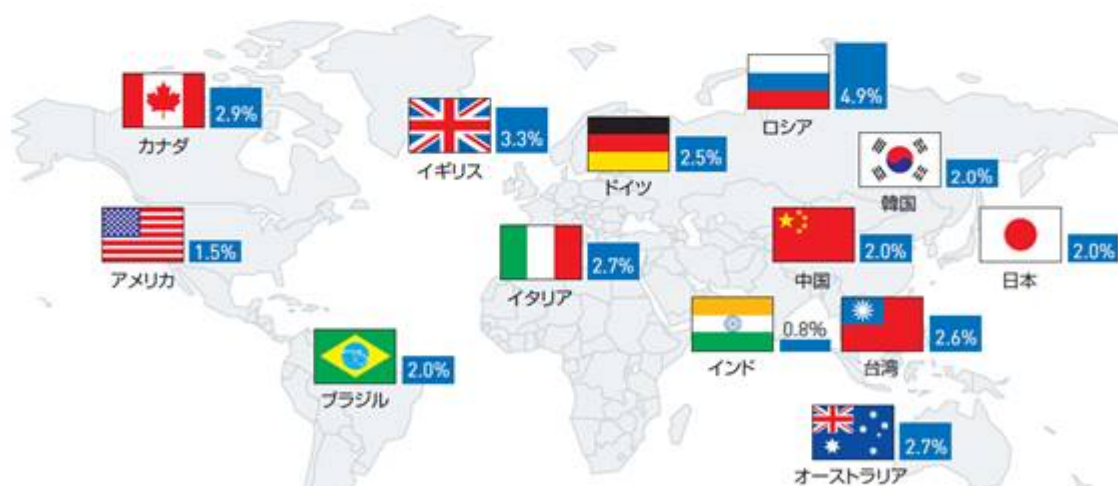 2.9%
カナダ
3.3%
イギリス
2.5%
ドイツ
4.9%
ロシア
2.0%
韓国
1.5%
アメリカ
2.7%
イタリア
2.0%
中国
2.0%
日本
0.8%
インド
2.6%
台湾
2.0%
ブラジル
2.7%
オーストラリア